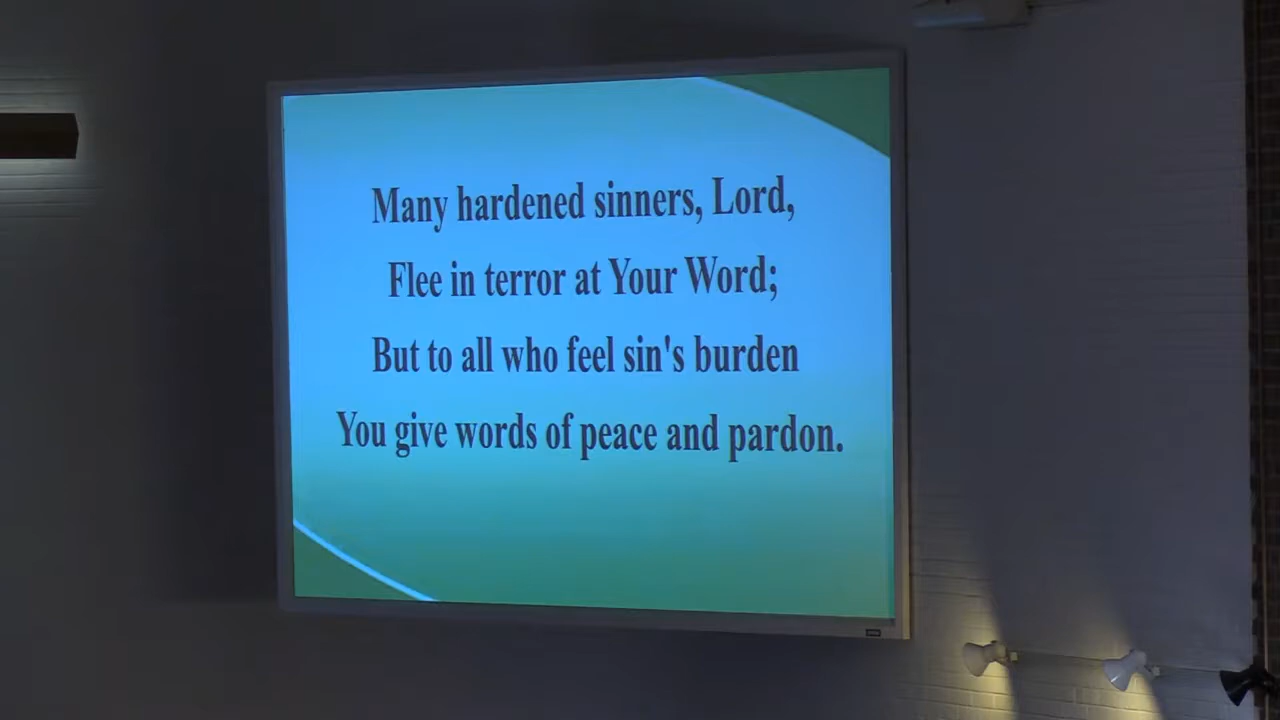 Many hardened sinners, Lord,
Flee in terror at Your Word;
But to all who feel sin's burden
You give words of peace and pardon.